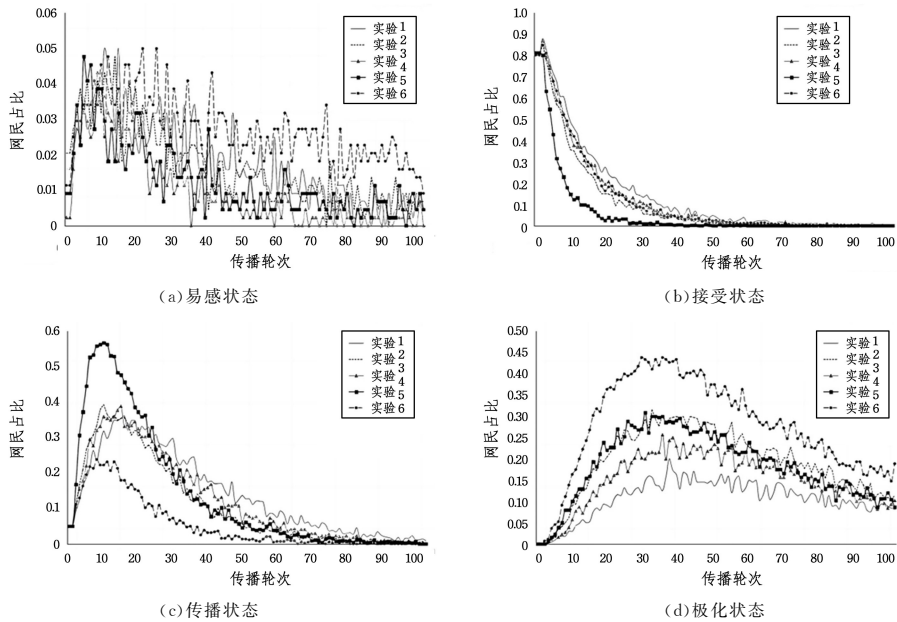 0.06
0.05
0.04
0.03
0.02
0.01
0
网民占比
0 10 20 30 40 50 60 70 80 90 100
传播轮次
实验1
实验2
实验3
实验4
实验5
实验6
(a)易感状态
1.0
0.9
0.8
0.7
0.6
0.5
0.4
0.3
0.2
0.1
0
网民占比
0 10 20 30 40 50 60 70 80 90 100
传播轮次
实验1
实验2
实验3
实验4
实验5
实验6
(b)接受状态
0.6
0.5
0.4
0.3
0.2
0.1
0
网民占比
0 10 20 30 40 50 60 70 80 90 100
传播轮次
实验1
实验2
实验3
实验4
实验5
实验6
(c)传播状态
0.50
0.45
0.40
0.35
0.30
0.25
0.20
0.15
0.10
0.05
0
网民占比
0 10 20 30 40 50 60 70 80 90 100
传播轮次
实验1
实验2
实验3
实验4
实验5
实验6
(d)极化状态